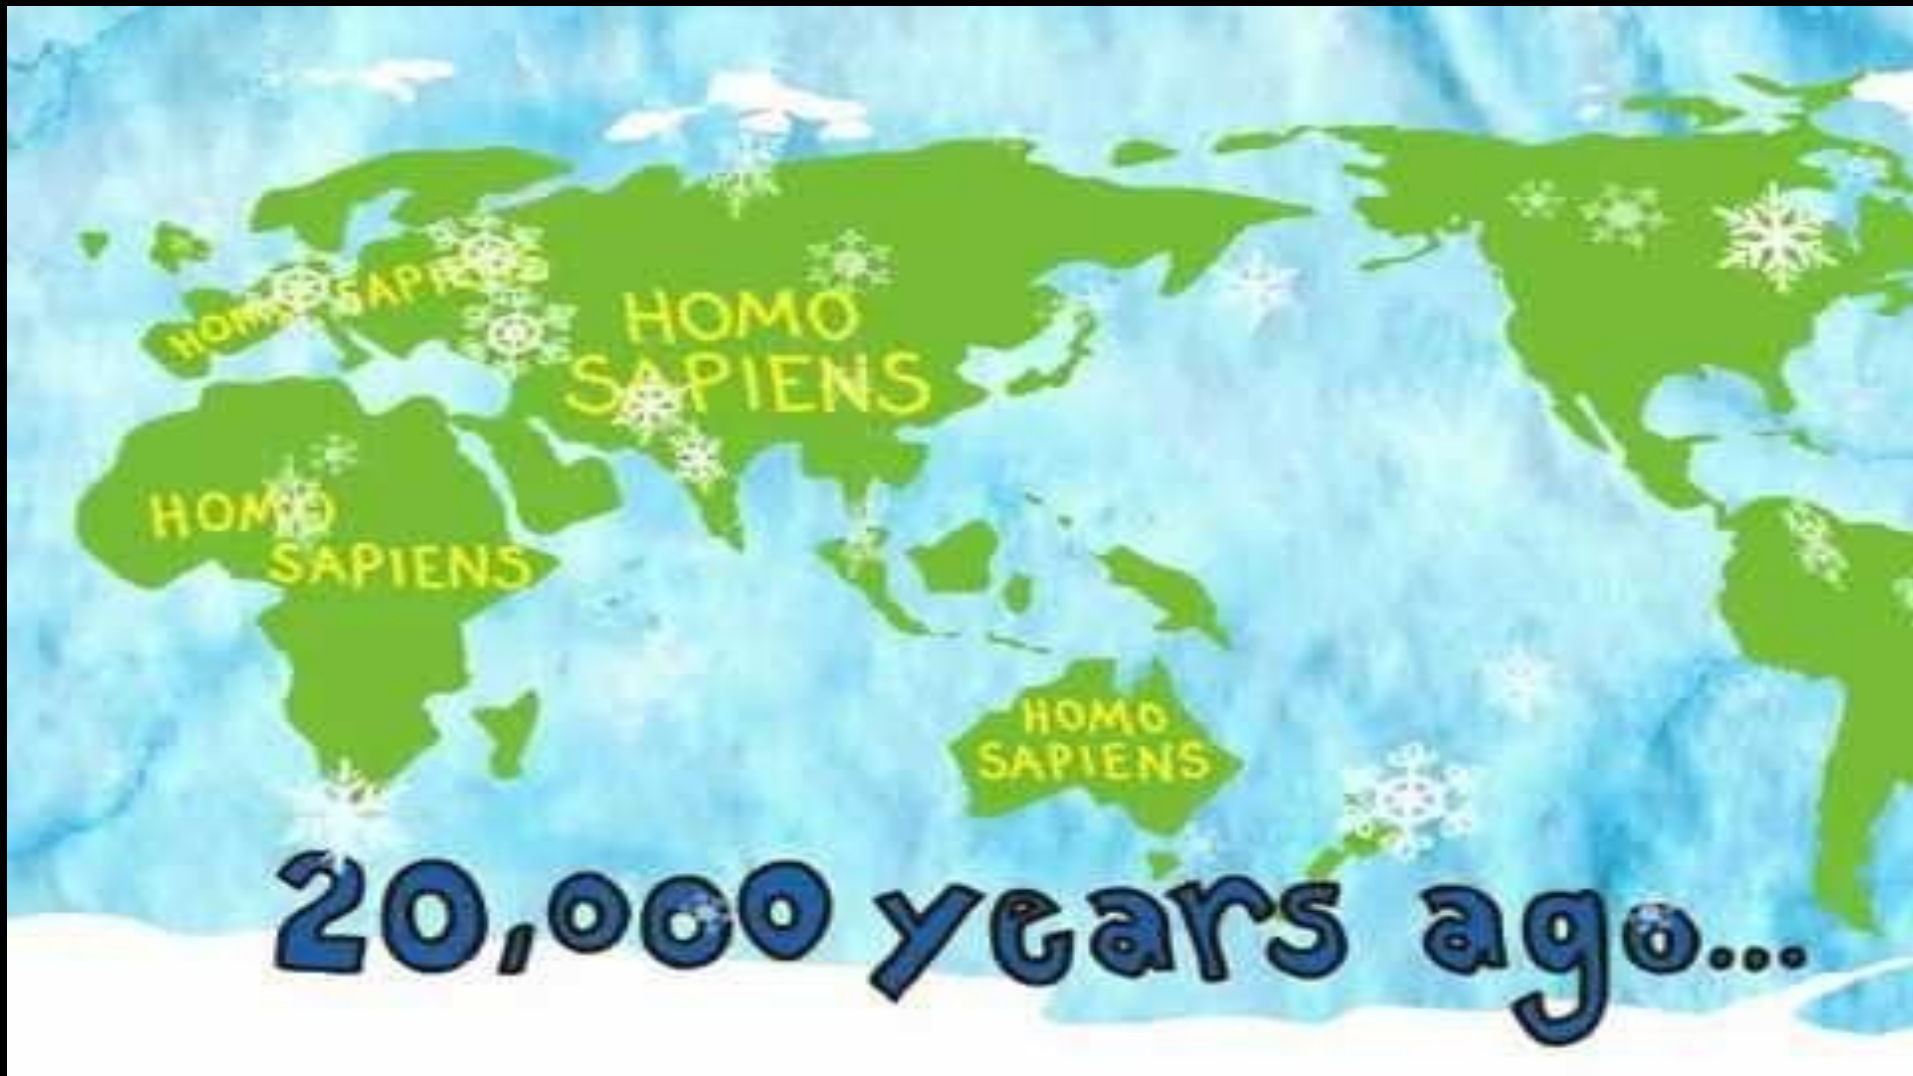 HOMO SAPIENS
HOMO
SAPIENS
HOMO
SAPIENS
HOMO
SAPIENS
20,000 years ago...